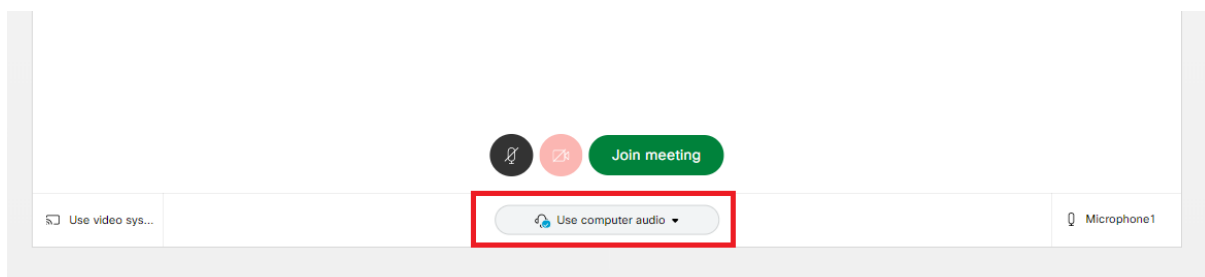 Join meeting
Use video sys...
Use computer audio
Microphone1